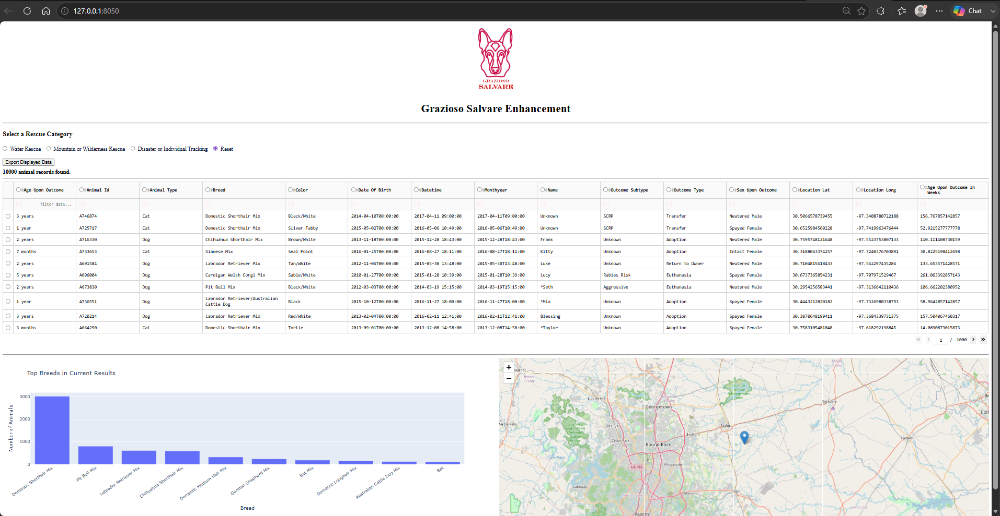 127.0.0.1:8050
Chat
GRAZIOSO
SALVARE
Grazioso Salvare Enhancement
Select a Rescue Category
Water Rescue Mountain or Wilderness Rescue Disaster or Individual Tracking Reset
Export Displayed Data
10000 animal records found.
Age Upon Outcome Animal Id Animal Type Breed Color Date Of Birth Datetime Monthyear Name Outcome Subtype Outcome Type Sex Upon Outcome Location Lat Location Long Age Upon Outcome In Weeks
filter data...
3 years A746874 Cat Domestic Shorthair Mix Black/White 2014-04-10T00:00:00 2017-04-11 09:00:00 2017-04-11T09:00:00 Unknown SCRP Transfer Neutered Male 30.5066578739455 -97.3408780722188 156.767857142857
1 year A725717 Cat Domestic Shorthair Mix Silver Tabby 2015-05-02T00:00:00 2016-05-06 10:49:00 2016-05-06T10:49:00 Unknown SCRP Transfer Spayed Female 30.6525984560228 -97.7419963476444 52.9215277777778
2 years A716330 Dog Chihuahua Shorthair Mix Brown/White 2013-11-18T00:00:00 2015-12-28 18:43:00 2015-12-28T18:43:00 Frank Unknown Adoption Neutered Male 30.7595748121648 -97.5523753807133 110.111408730159
7 months A733653 Cat Siamese Mix Seal Point 2016-01-25T00:00:00 2016-08-27 18:11:00 2016-08-27T18:11:00 Kitty Unknown Adoption Intact Female 30.3188063374257 -97.7240376703891 30.8225198412698
2 years A691584 Dog Labrador Retriever Mix Tan/White 2012-11-06T00:00:00 2015-05-30 13:48:00 2015-05-30T13:48:00 Luke Unknown Return to Owner Neutered Male 30.7104815618433 -97.562297435286 133.653571428571
5 years A696004 Dog Cardigan Welsh Corgi Mix Sable/White 2010-01-27T00:00:00 2015-01-28 10:39:00 2015-01-28T10:39:00 Lucy Rabies Risk Euthanasia Spayed Female 30.6737365854231 -97.707971529467 261.063392857143
2 years A673830 Dog Pit Bull Mix Black/White 2012-03-03T00:00:00 2014-03-19 15:15:00 2014-03-19T15:15:00 *Seth Aggressive Euthanasia Neutered Male 30.2954256583441 -97.3136642110436 106.662202380952
1 year A736551 Dog Labrador Retriever/Australian Cattle Dog Black 2015-10-12T00:00:00 2016-11-27 18:00:00 2016-11-27T18:00:00 *Mia Unknown Adoption Spayed Female 30.4443212820182 -97.7326980338793 58.9642857142857
3 years A720214 Dog Labrador Retriever Mix Red/White 2013-02-04T00:00:00 2016-02-11 12:41:00 2016-02-11T12:41:00 Blessing Unknown Adoption Spayed Female 30.3870648199411 -97.3684339731375 157.504067460317
3 months A664290 Cat Domestic Shorthair Mix Tortie 2013-09-01T00:00:00 2013-12-08 14:58:00 2013-12-08T14:58:00 *Taylor Unknown Adoption Spayed Female 30.7583105481048 -97.618292198845 14.0890873015873
« ‹ 1 / 1000 › »
Top Breeds in Current Results
Number of Animals
3000
2000
1000
0
Domestic Shorthair Mix
Pit Bull Mix
Labrador Retriever Mix
Chihuahua Shorthair Mix
Domestic Medium Hair Mix
German Shepherd Mix
Bat Mix
Domestic Longhair Mix
Australian Cattle Dog Mix
Bat
Breed
+
−
Burnet
Burnet County
Liberty Hill
Williamson County
Georgetown
Granger Wildlife Management Area
Milam County
Rockdale
Marble Falls
Balcones Canyonlands National Wildlife Refuge
Leander
Taylor
Hutto
Cedar Park
Round Rock
Caldwell
Pflugerville
US 183
Lakeway
Manor
Elgin
Lee County
Austin